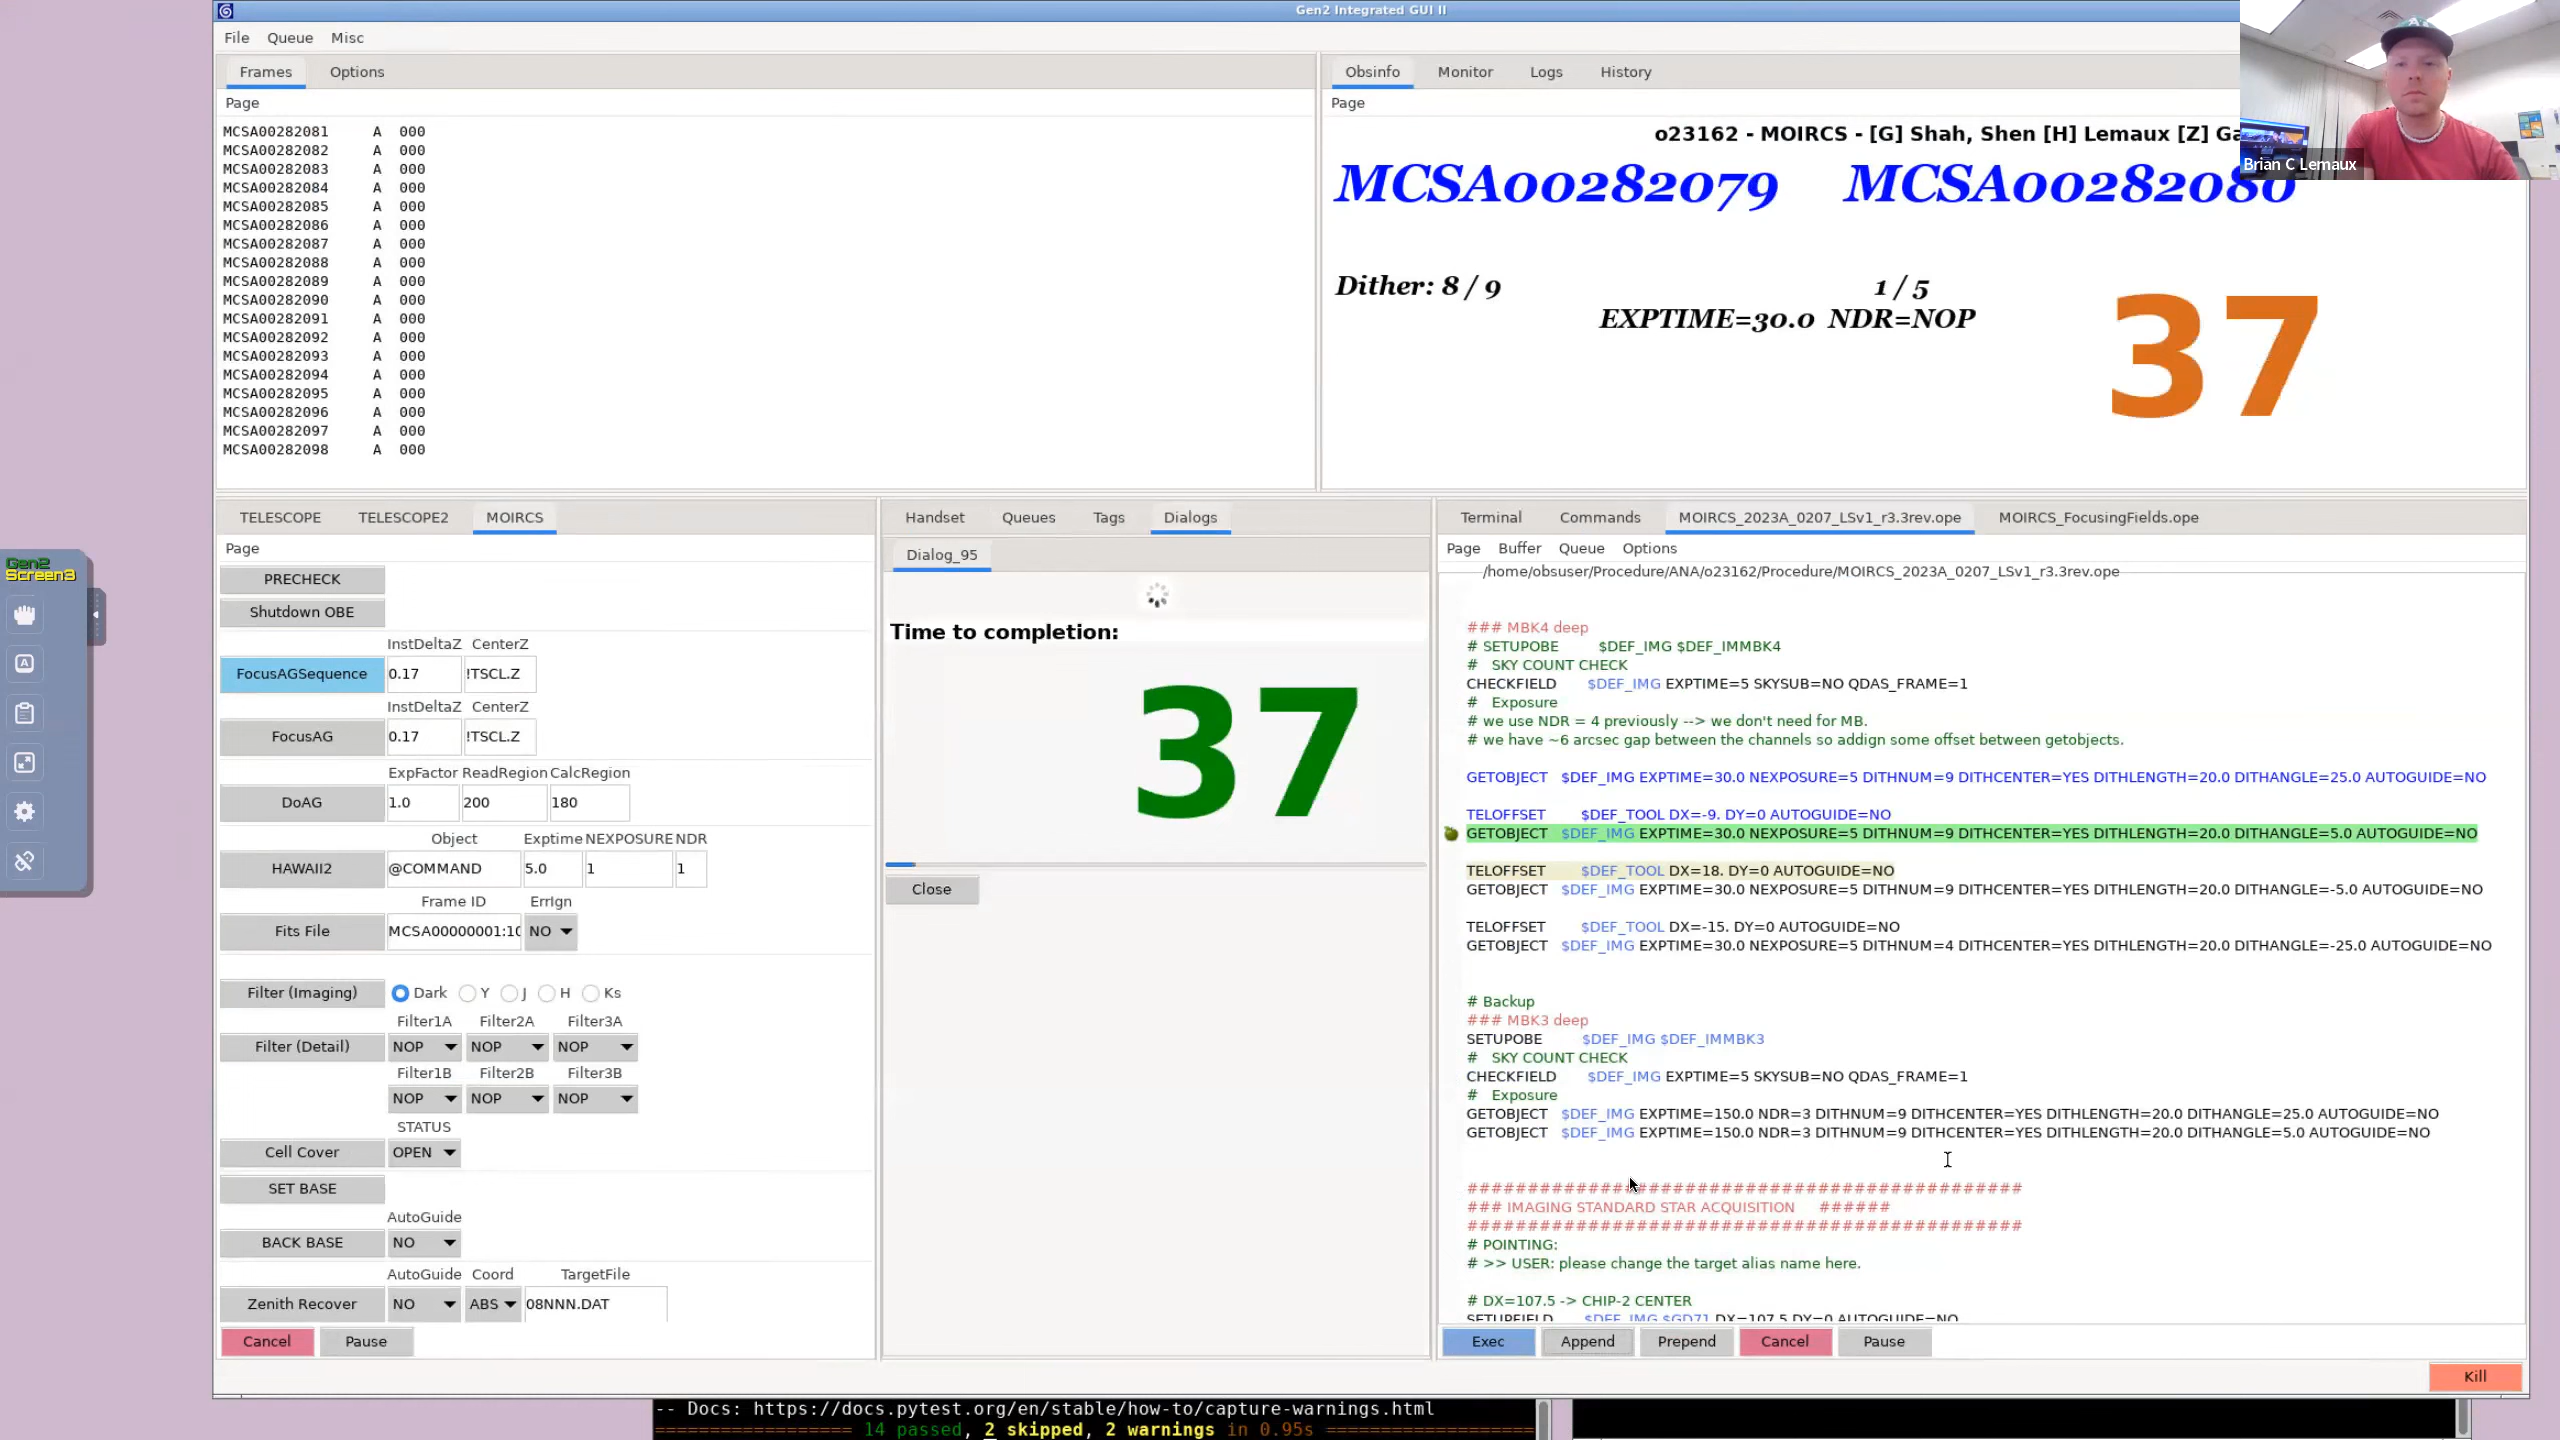 Gen2 Integrated GUI II
File Queue Misc
Frames Options
Page
MCSA00282081 A 000
MCSA00282082 A 000
MCSA00282083 A 000
MCSA00282084 A 000
MCSA00282085 A 000
MCSA00282086 A 000
MCSA00282087 A 000
MCSA00282088 A 000
MCSA00282089 A 000
MCSA00282090 A 000
MCSA00282091 A 000
MCSA00282092 A 000
MCSA00282093 A 000
MCSA00282094 A 000
MCSA00282095 A 000
MCSA00282096 A 000
MCSA00282097 A 000
MCSA00282098 A 000
Obsinfo Monitor Logs History
Page
o23162 - MOIRCS - [G] Shah, Shen [H] Lemaux [Z] Ga
MCSA00282079 MCSA00282080
Dither: 8 / 9 1 / 5
EXPTIME=30.0 NDR=NOP
37
Brian C Lemaux
Gen2
Screen3
TELESCOPE TELESCOPE2 MOIRCS
Page
PRECHECK
Shutdown OBE
InstDeltaZ CenterZ
FocusAGSequence 0.17 !TSCL.Z
InstDeltaZ CenterZ
FocusAG 0.17 !TSCL.Z
ExpFactor ReadRegion CalcRegion
DoAG 1.0 200 180
Object Exptime NEXPOSURE NDR
HAWAII2 @COMMAND 5.0 1 1
Frame ID ErrIgn
Fits File MCSA00000001:10 NO
Filter (Imaging) Dark Y J H Ks
Filter1A Filter2A Filter3A
Filter (Detail) NOP NOP NOP
Filter1B Filter2B Filter3B
NOP NOP NOP
STATUS
Cell Cover OPEN
SET BASE
AutoGuide
BACK BASE NO
AutoGuide Coord TargetFile
Zenith Recover NO ABS 08NNN.DAT
Cancel Pause
Handset Queues Tags Dialogs
Dialog_95
Time to completion:
37
Close
Terminal Commands MOIRCS_2023A_0207_LSv1_r3.3rev.ope MOIRCS_FocusingFields.ope
Page Buffer Queue Options
/home/obsuser/Procedure/ANA/o23162/Procedure/MOIRCS_2023A_0207_LSv1_r3.3rev.ope
### MBK4 deep
# SETUPOBE $DEF_IMG $DEF_IMMBK4
# SKY COUNT CHECK
CHECKFIELD $DEF_IMG EXPTIME=5 SKYSUB=NO QDAS_FRAME=1
# Exposure
# we use NDR = 4 previously --> we don't need for MB.
# we have ~6 arcsec gap between the channels so addign some offset between getobjects.
GETOBJECT $DEF_IMG EXPTIME=30.0 NEXPOSURE=5 DITHNUM=9 DITHCENTER=YES DITHLENGTH=20.0 DITHANGLE=25.0 AUTOGUIDE=NO
TELOFFSET $DEF_TOOL DX=-9. DY=0 AUTOGUIDE=NO
GETOBJECT $DEF_IMG EXPTIME=30.0 NEXPOSURE=5 DITHNUM=9 DITHCENTER=YES DITHLENGTH=20.0 DITHANGLE=5.0 AUTOGUIDE=NO
TELOFFSET $DEF_TOOL DX=18. DY=0 AUTOGUIDE=NO
GETOBJECT $DEF_IMG EXPTIME=30.0 NEXPOSURE=5 DITHNUM=9 DITHCENTER=YES DITHLENGTH=20.0 DITHANGLE=-5.0 AUTOGUIDE=NO
TELOFFSET $DEF_TOOL DX=-15. DY=0 AUTOGUIDE=NO
GETOBJECT $DEF_IMG EXPTIME=30.0 NEXPOSURE=5 DITHNUM=4 DITHCENTER=YES DITHLENGTH=20.0 DITHANGLE=-25.0 AUTOGUIDE=NO
# Backup
### MBK3 deep
SETUPOBE $DEF_IMG $DEF_IMMBK3
# SKY COUNT CHECK
CHECKFIELD $DEF_IMG EXPTIME=5 SKYSUB=NO QDAS_FRAME=1
# Exposure
GETOBJECT $DEF_IMG EXPTIME=150.0 NDR=3 DITHNUM=9 DITHCENTER=YES DITHLENGTH=20.0 DITHANGLE=25.0 AUTOGUIDE=NO
GETOBJECT $DEF_IMG EXPTIME=150.0 NDR=3 DITHNUM=9 DITHCENTER=YES DITHLENGTH=20.0 DITHANGLE=5.0 AUTOGUIDE=NO
##############################################
### IMAGING STANDARD STAR ACQUISITION ######
##############################################
# POINTING:
# >> USER: please change the target alias name here.
# DX=107.5 -> CHIP-2 CENTER
SETUPFIELD $DEF_IMG $GD71 DX=107.5 DY=0 AUTOGUIDE=NO
Exec Append Prepend Cancel Pause
Kill
-- Docs: https://docs.pytest.org/en/stable/how-to/capture-warnings.html
================= 14 passed, 2 skipped, 2 warnings in 0.95s =================